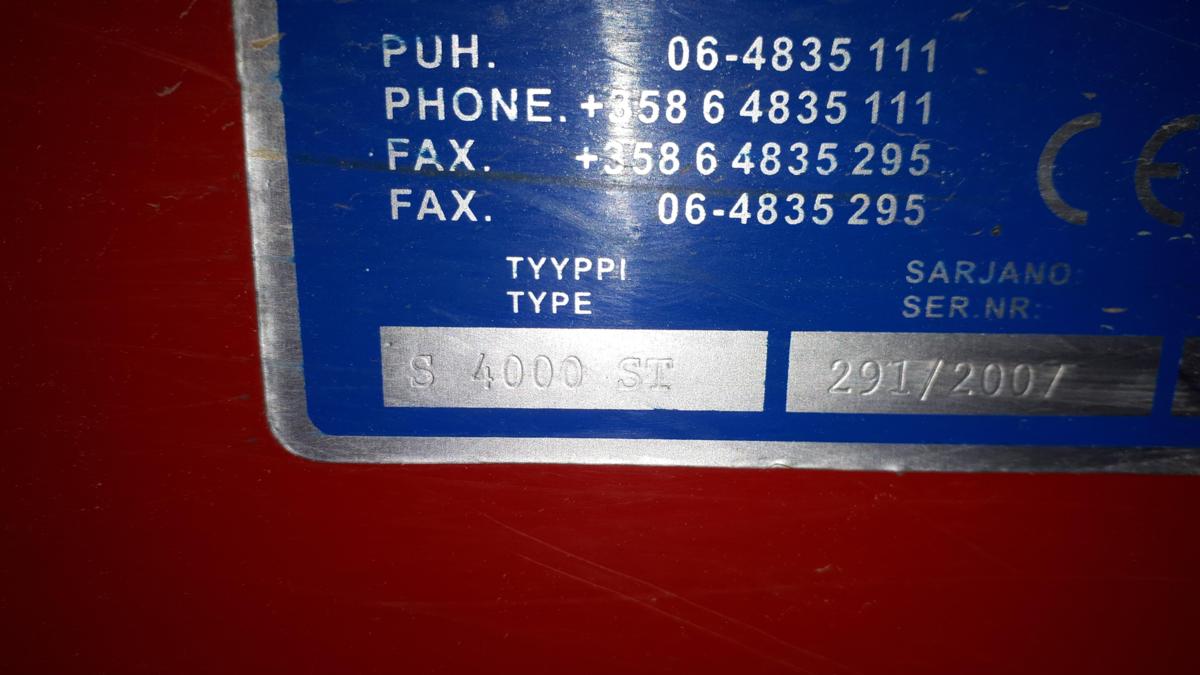 PUH. 06-4835 111
PHONE. +358 6 4835 111
FAX. +358 6 4835 295
FAX. 06-4835 295
CE
TYYPPI SARJANO:
TYPE SER.NR:
S 4000 ST 291/2007